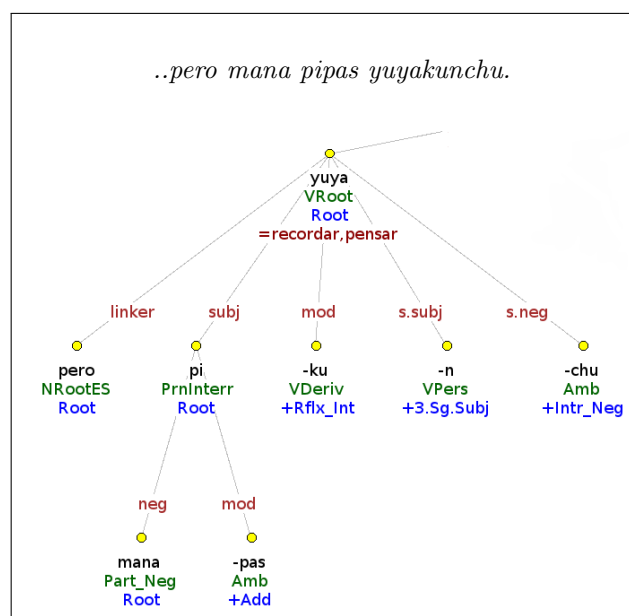 ..pero mana pipas yuyakunchu.
yuya
VRoot
Root
=recordar,pensar
linker subj mod s.subj s.neg
pero pi -ku -n -chu
NRootES PrnInterr VDeriv VPers Amb
Root Root +Rflx_Int +3.Sg.Subj +Intr_Neg
neg mod
mana -pas
Part_Neg Amb
Root +Add